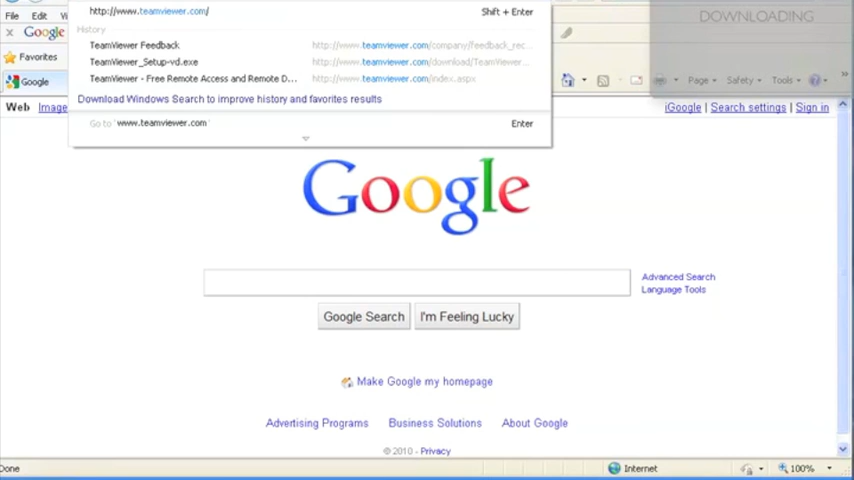 http://www.teamviewer.com/ Shift + Enter
DOWNLOADING
History
Google
TeamViewer Feedback http://www.teamviewer.com/company/feedback_rec...
Favorites
TeamViewer_Setup-vd.exe http://www.teamviewer.com/download/TeamViewer...
TeamViewer - Free Remote Access and Remote D... http://www.teamviewer.com/index.aspx
Google
Page Safety Tools
Download Windows Search to improve history and favorites results
Web Image
iGoogle | Search settings | Sign in
Go to 'www.teamviewer.com' Enter
File Edit
Google
Advanced Search
Language Tools
Google Search I'm Feeling Lucky
Make Google my homepage
Advertising Programs Business Solutions About Google
© 2010 - Privacy
Done Internet 100%